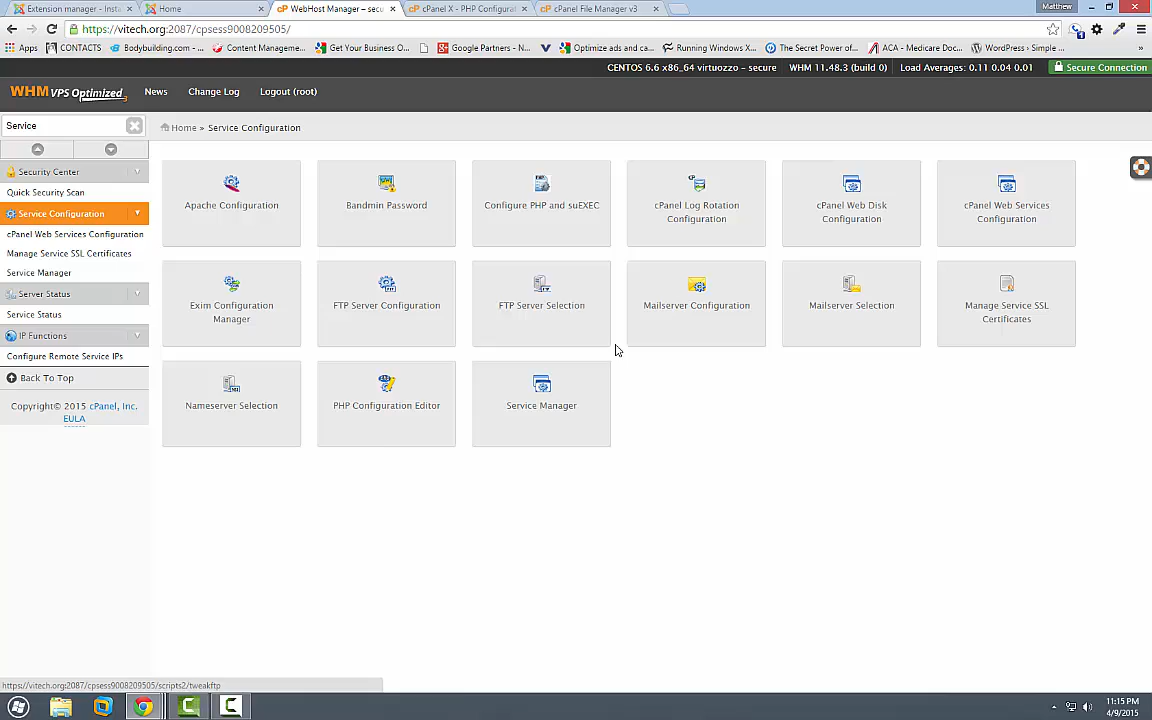 Extension manager - Insta
Home
WebHost Manager – secu
cPanel X - PHP Configurat
cPanel File Manager v3
Matthew
https://vitech.org:2087/cpsess9008209505/
Apps
CONTACTS
Bodybuilding.com - ...
Content Manageme...
Get Your Business O...
Google Partners - N...
Optimize ads and ca...
Running Windows X...
The Secret Power of...
ACA - Medicare Doc...
WordPress › Simple ...
»
CENTOS 6.6 x86_64 virtuozzo – secure
WHM 11.48.3 (build 0)
Load Averages: 0.11 0.04 0.01
Secure Connection
WHM VPS Optimized
News
Change Log
Logout (root)
Service
Home » Service Configuration
Security Center
Quick Security Scan
Service Configuration
cPanel Web Services Configuration
Manage Service SSL Certificates
Service Manager
Server Status
Service Status
IP Functions
Configure Remote Service IPs
Back To Top
Copyright© 2015 cPanel, Inc.
EULA
Apache Configuration
Bandmin Password
Configure PHP and suEXEC
cPanel Log Rotation
Configuration
cPanel Web Disk
Configuration
cPanel Web Services
Configuration
Exim Configuration
Manager
FTP Server Configuration
FTP Server Selection
Mailserver Configuration
Mailserver Selection
Manage Service SSL
Certificates
Nameserver Selection
PHP Configuration Editor
Service Manager
https://vitech.org:2087/cpsess9008209505/scripts2/tweakftp
11:15 PM
4/9/2015